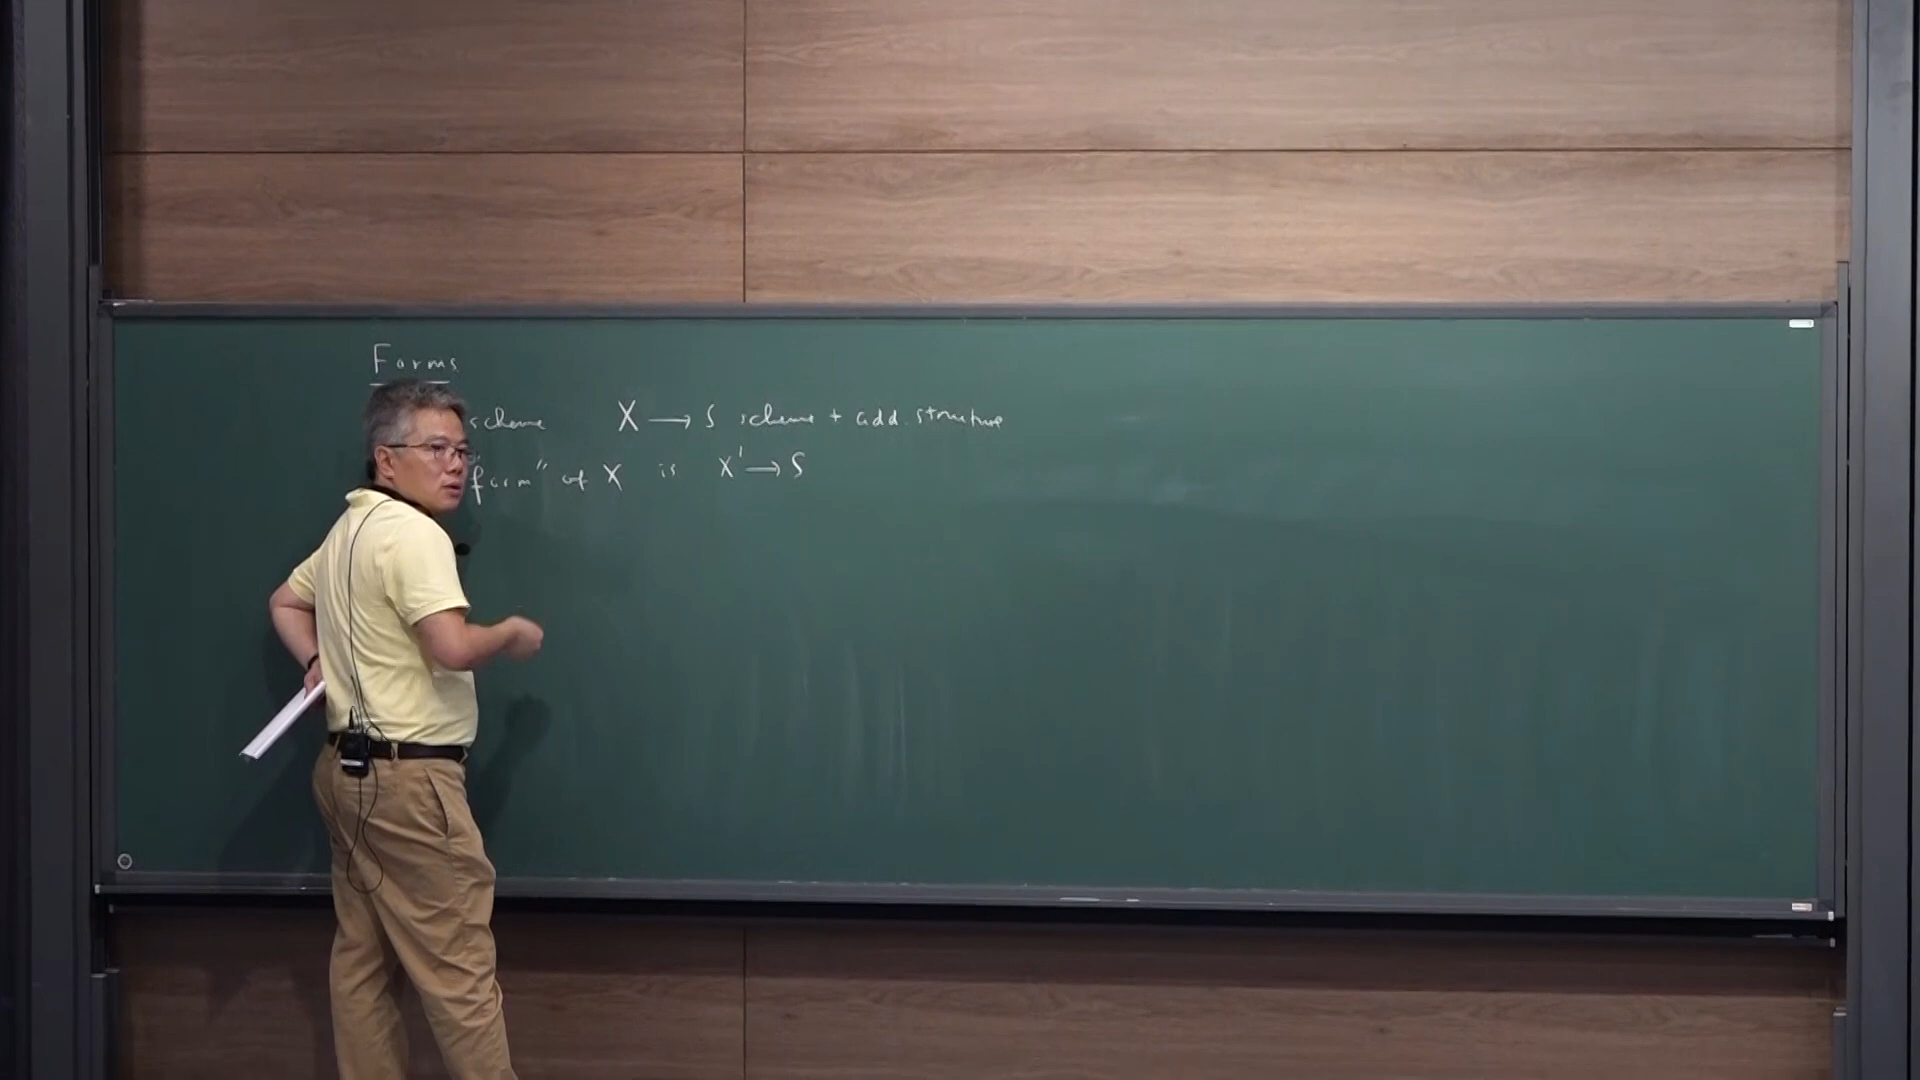 Forms
scheme X ⟶ S scheme + add. structure
form" of X is X' ⟶ S